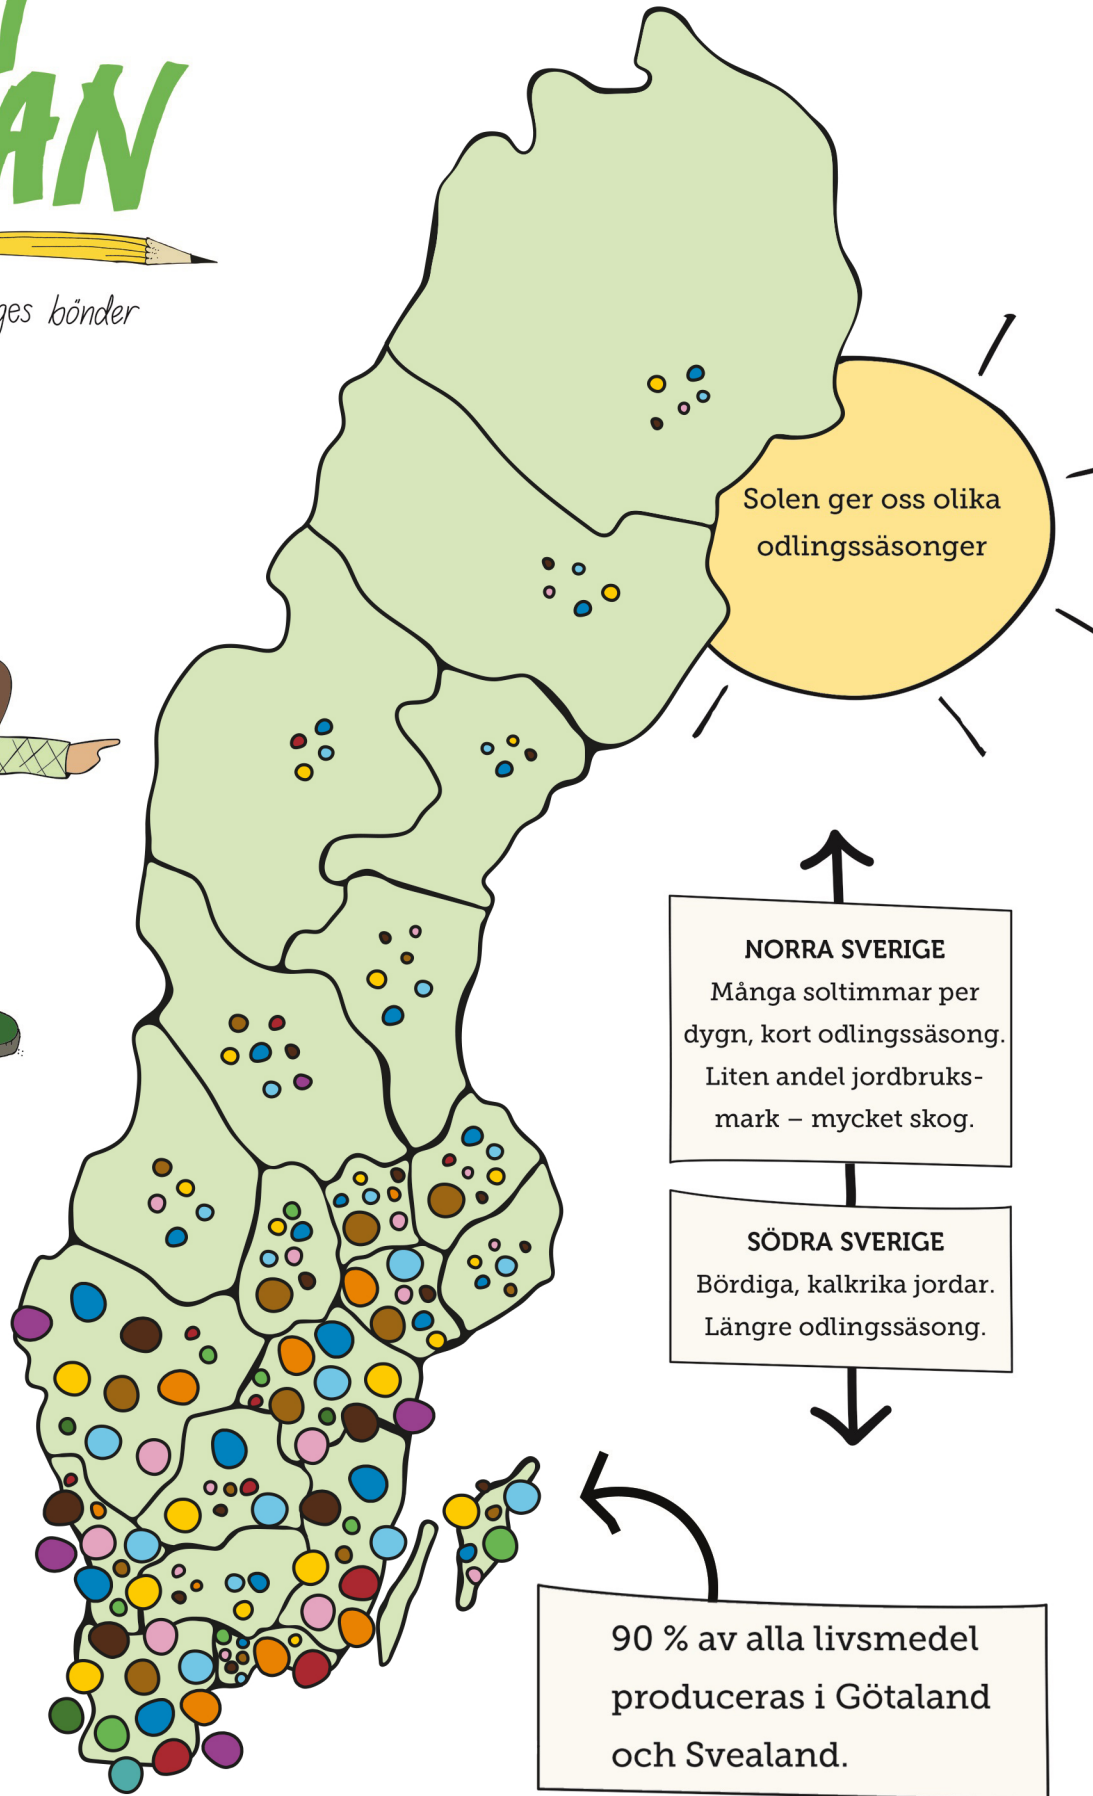 AN
ges bönder
Solen ger oss olika
odlingssäsonger
NORRA SVERIGE
Många soltimmar per
dygn, kort odlingssäsong.
Liten andel jordbruks-
mark – mycket skog.
SÖDRA SVERIGE
Bördiga, kalkrika jordar.
Längre odlingssäsong.
90 % av alla livsmedel
produceras i Götaland
och Svealand.